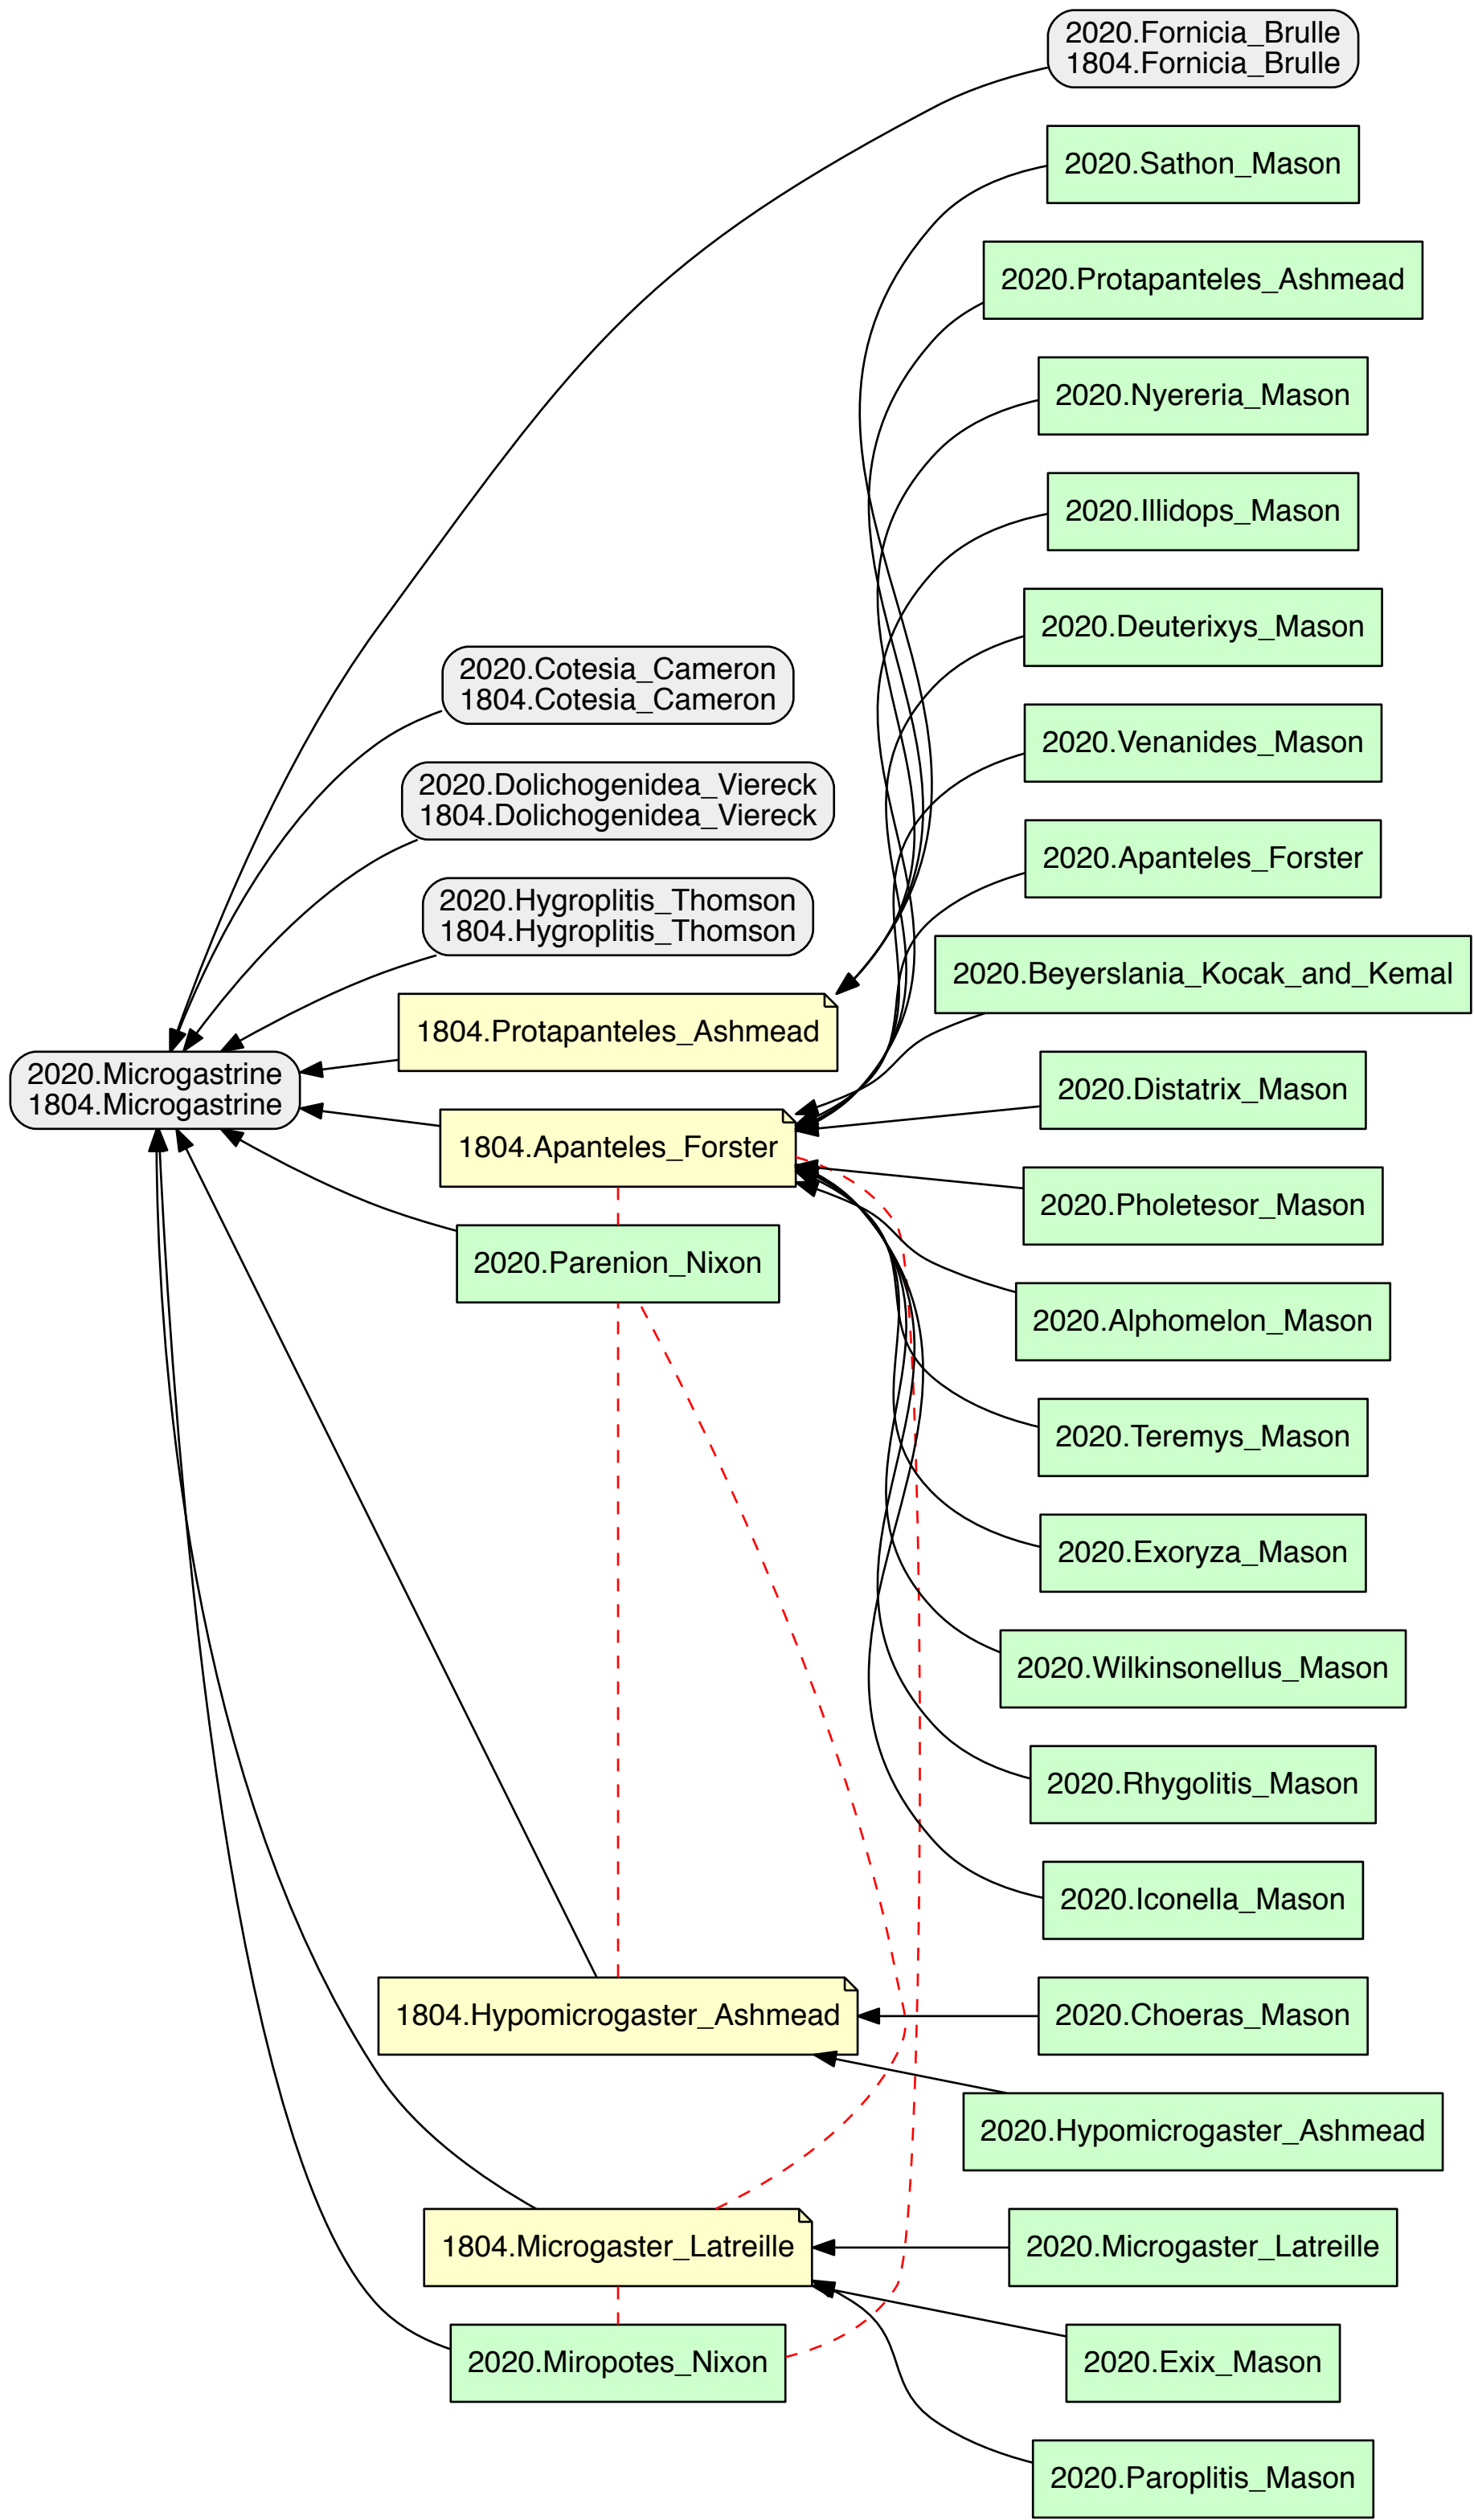 2020.Fornicia_Brulle
1804.Fornicia_Brulle
2020.Sathon_Mason
2020.Protapanteles_Ashmead
2020.Nyereria_Mason
2020.Illidops_Mason
2020.Deuterixys_Mason
2020.Cotesia_Cameron
1804.Cotesia_Cameron
2020.Venanides_Mason
2020.Dolichogenidea_Viereck
1804.Dolichogenidea_Viereck
2020.Apanteles_Forster
2020.Hygroplitis_Thomson
1804.Hygroplitis_Thomson
2020.Beyerslania_Kocak_and_Kemal
1804.Protapanteles_Ashmead
2020.Microgastrine
1804.Microgastrine
2020.Distatrix_Mason
1804.Apanteles_Forster
2020.Pholetesor_Mason
2020.Parenion_Nixon
2020.Alphomelon_Mason
2020.Teremys_Mason
2020.Exoryza_Mason
2020.Wilkinsonellus_Mason
2020.Rhygolitis_Mason
2020.Iconella_Mason
1804.Hypomicrogaster_Ashmead
2020.Choeras_Mason
2020.Hypomicrogaster_Ashmead
1804.Microgaster_Latreille
2020.Microgaster_Latreille
2020.Miropotes_Nixon
2020.Exix_Mason
2020.Paroplitis_Mason